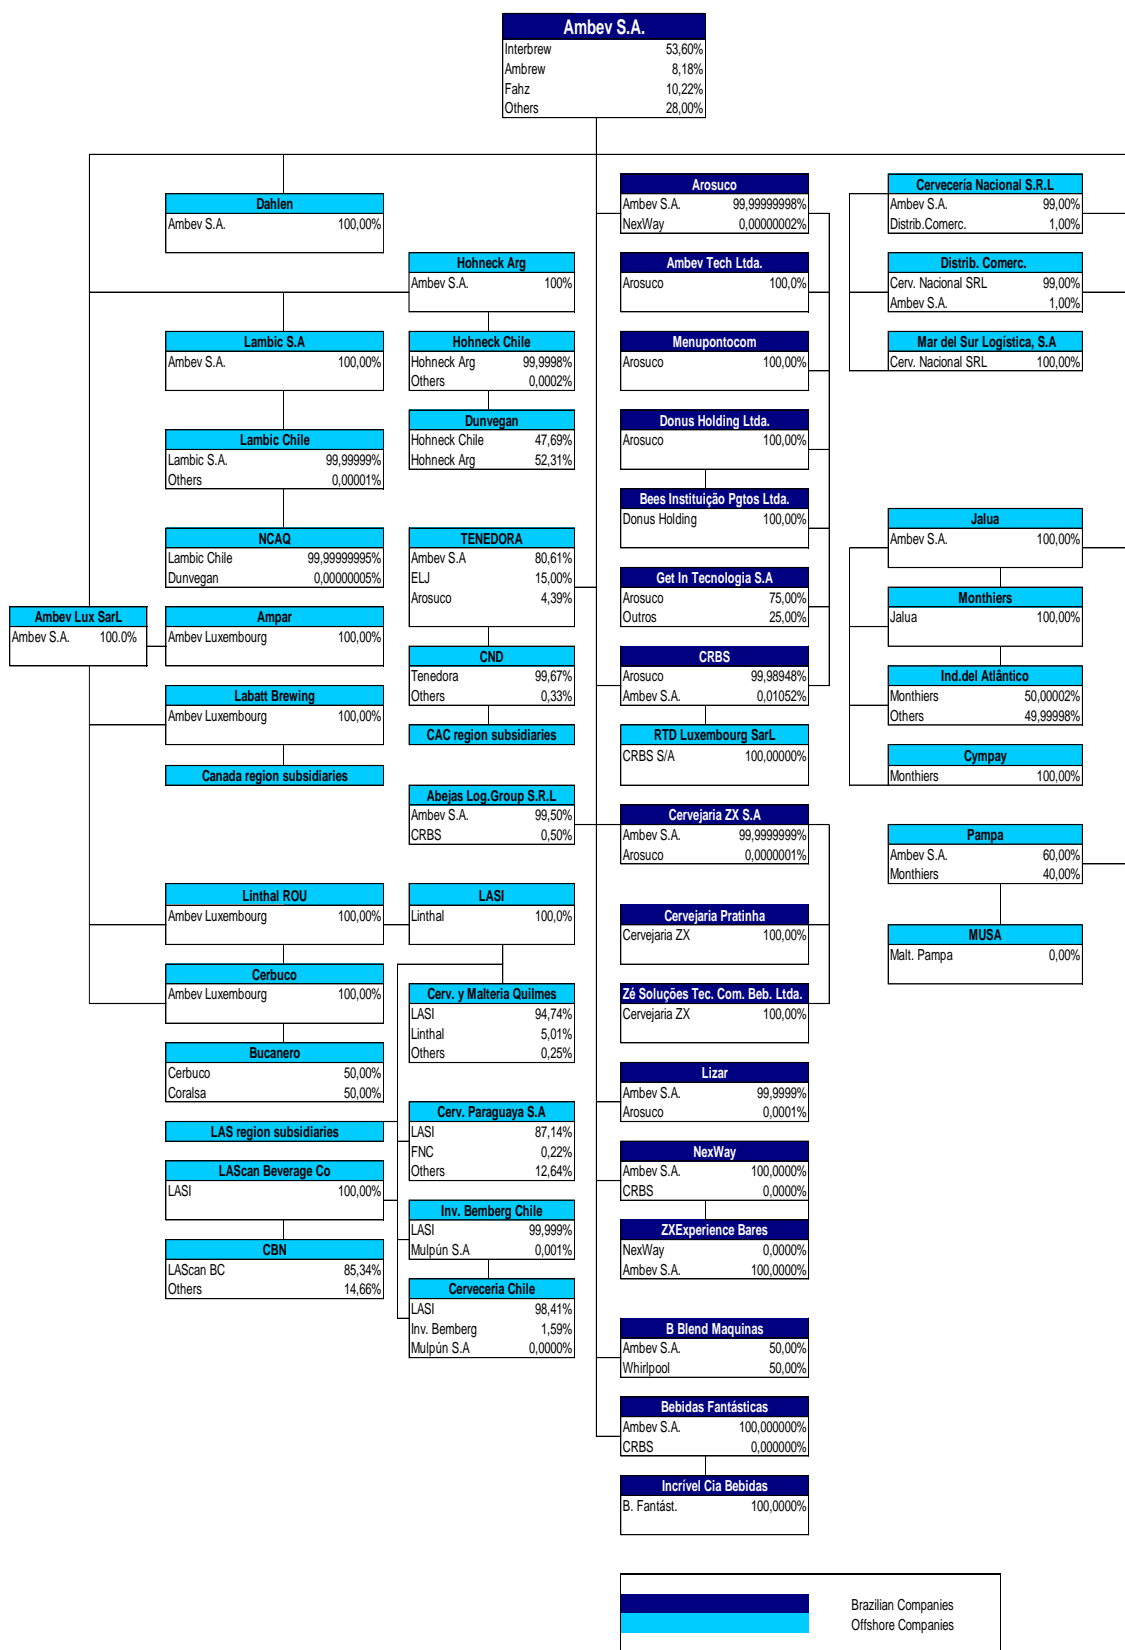 Ambev S.A.
Interbrew 53,60%
Ambrew 8,18%
Fahz 10,22%
Others 28,00%
Dahlen
Ambev S.A. 100,00%
Hohneck Arg
Ambev S.A. 100%
Lambic S.A
Ambev S.A. 100,00%
Hohneck Chile
Hohneck Arg 99,9998%
Others 0,0002%
Dunvegan
Hohneck Chile 47,69%
Hohneck Arg 52,31%
Lambic Chile
Lambic S.A. 99,99999%
Others 0,00001%
NCAQ
Lambic Chile 99,99999995%
Dunvegan 0,00000005%
TENEDORA
Ambev S.A 80,61%
ELJ 15,00%
Arosuco 4,39%
Ambev Lux SarL
Ambev S.A. 100.0%
Ampar
Ambev Luxembourg 100,00%
CND
Tenedora 99,67%
Others 0,33%
Labatt Brewing
Ambev Luxembourg 100,00%
CAC region subsidiaries
Canada region subsidiaries
Abejas Log.Group S.R.L
Ambev S.A. 99,50%
CRBS 0,50%
Linthal ROU
Ambev Luxembourg 100,00%
LASI
Linthal 100,0%
Cerbuco
Ambev Luxembourg 100,00%
Cerv. y Malteria Quilmes
LASI 94,74%
Linthal 5,01%
Others 0,25%
Bucanero
Cerbuco 50,00%
Coralsa 50,00%
LAS region subsidiaries
Cerv. Paraguaya S.A
LASI 87,14%
FNC 0,22%
Others 12,64%
LAScan Beverage Co
LASI 100,00%
Inv. Bemberg Chile
LASI 99,999%
Mulpún S.A 0,001%
CBN
LAScan BC 85,34%
Others 14,66%
Cerveceria Chile
LASI 98,41%
Inv. Bemberg 1,59%
Mulpún S.A 0,0000%
Arosuco
Ambev S.A. 99,99999998%
NexWay 0,00000002%
Ambev Tech Ltda.
Arosuco 100,0%
Menupontocom
Arosuco 100,00%
Donus Holding Ltda.
Arosuco 100,00%
Bees Instituição Pgtos Ltda.
Donus Holding 100,00%
Get In Tecnologia S.A
Arosuco 75,00%
Outros 25,00%
CRBS
Arosuco 99,98948%
Ambev S.A. 0,01052%
RTD Luxembourg SarL
CRBS S/A 100,00000%
Cervejaria ZX S.A
Ambev S.A. 99,9999999%
Arosuco 0,0000001%
Cervejaria Pratinha
Cervejaria ZX 100,00%
Zé Soluções Tec. Com. Beb. Ltda.
Cervejaria ZX 100,00%
Lizar
Ambev S.A. 99,9999%
Arosuco 0,0001%
NexWay
Ambev S.A. 100,0000%
CRBS 0,0000%
ZXExperience Bares
NexWay 0,0000%
Ambev S.A. 100,0000%
B Blend Maquinas
Ambev S.A. 50,00%
Whirlpool 50,00%
Bebidas Fantásticas
Ambev S.A. 100,000000%
CRBS 0,000000%
Incrível Cia Bebidas
B. Fantást. 100,0000%
Cervecería Nacional S.R.L
Ambev S.A. 99,00%
Distrib.Comerc. 1,00%
Distrib. Comerc.
Cerv. Nacional SRL 99,00%
Ambev S.A. 1,00%
Mar del Sur Logística, S.A
Cerv. Nacional SRL 100,00%
Jalua
Ambev S.A. 100,00%
Monthiers
Jalua 100,00%
Ind.del Atlântico
Monthiers 50,00002%
Others 49,99998%
Cympay
Monthiers 100,00%
Pampa
Ambev S.A. 60,00%
Monthiers 40,00%
MUSA
Malt. Pampa 0,00%
Brazilian Companies
Offshore Companies